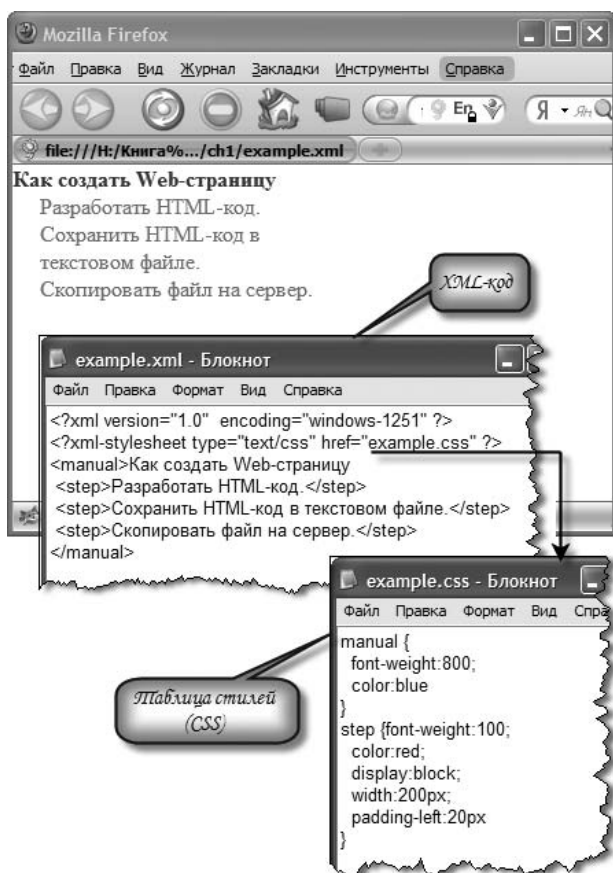 Mozilla Firefox
Файл Правка Вид Журнал Закладки Инструменты Справка
En Я
file:///H:/Книга%.../ch1/example.xml
Как создать Web-страницу
Разработать HTML-код.
Сохранить HTML-код в
текстовом файле.
Скопировать файл на сервер.
XML-код
example.xml - Блокнот
Файл Правка Формат Вид Справка
<?xml version="1.0" encoding="windows-1251" ?>
<?xml-stylesheet type="text/css" href="example.css" ?>
<manual>Как создать Web-страницу
<step>Разработать HTML-код.</step>
<step>Сохранить HTML-код в текстовом файле.</step>
<step>Скопировать файл на сервер.</step>
</manual>
example.css - Блокнот
Файл Правка Формат Вид Спра
Таблица стилей
(CSS)
manual {
font-weight:800;
color:blue
}
step {font-weight:100;
color:red;
display:block;
width:200px;
padding-left:20px
}